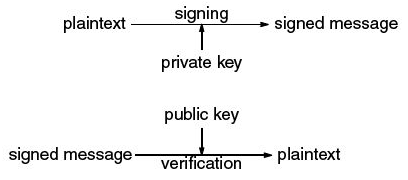 signing
plaintext signed message
private key
public key
signed message plaintext
verification